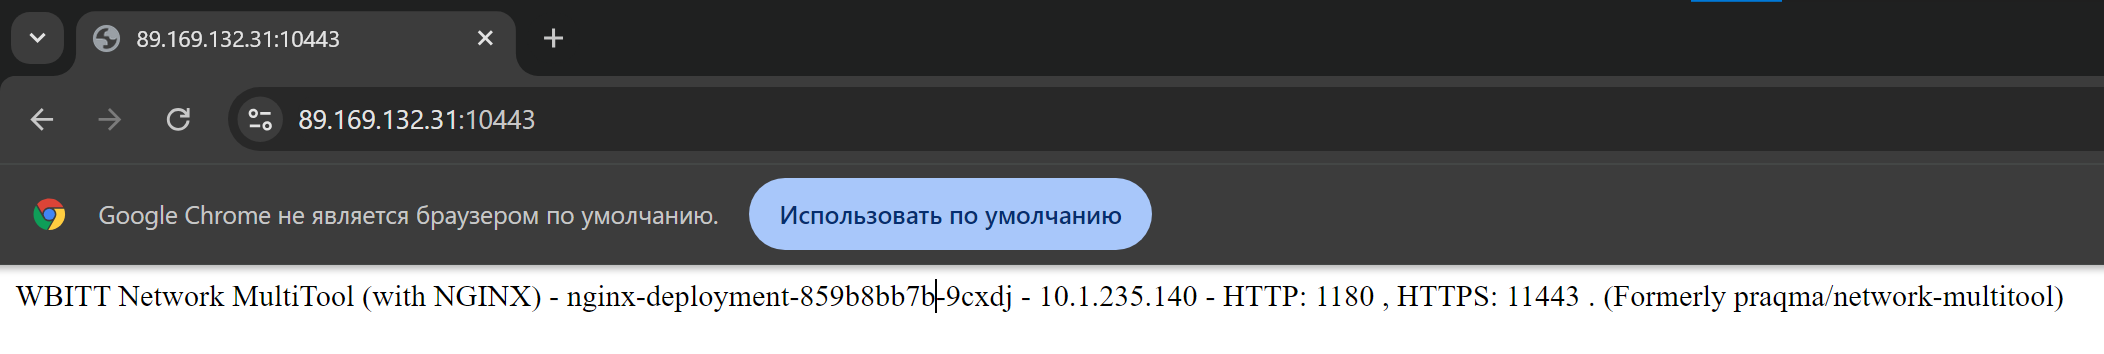 89.169.132.31:10443
89.169.132.31:10443
Google Chrome не является браузером по умолчанию. Использовать по умолчанию
WBITT Network MultiTool (with NGINX) - nginx-deployment-859b8bb7b-9cxdj - 10.1.235.140 - HTTP: 1180 , HTTPS: 11443 . (Formerly praqma/network-multitool)